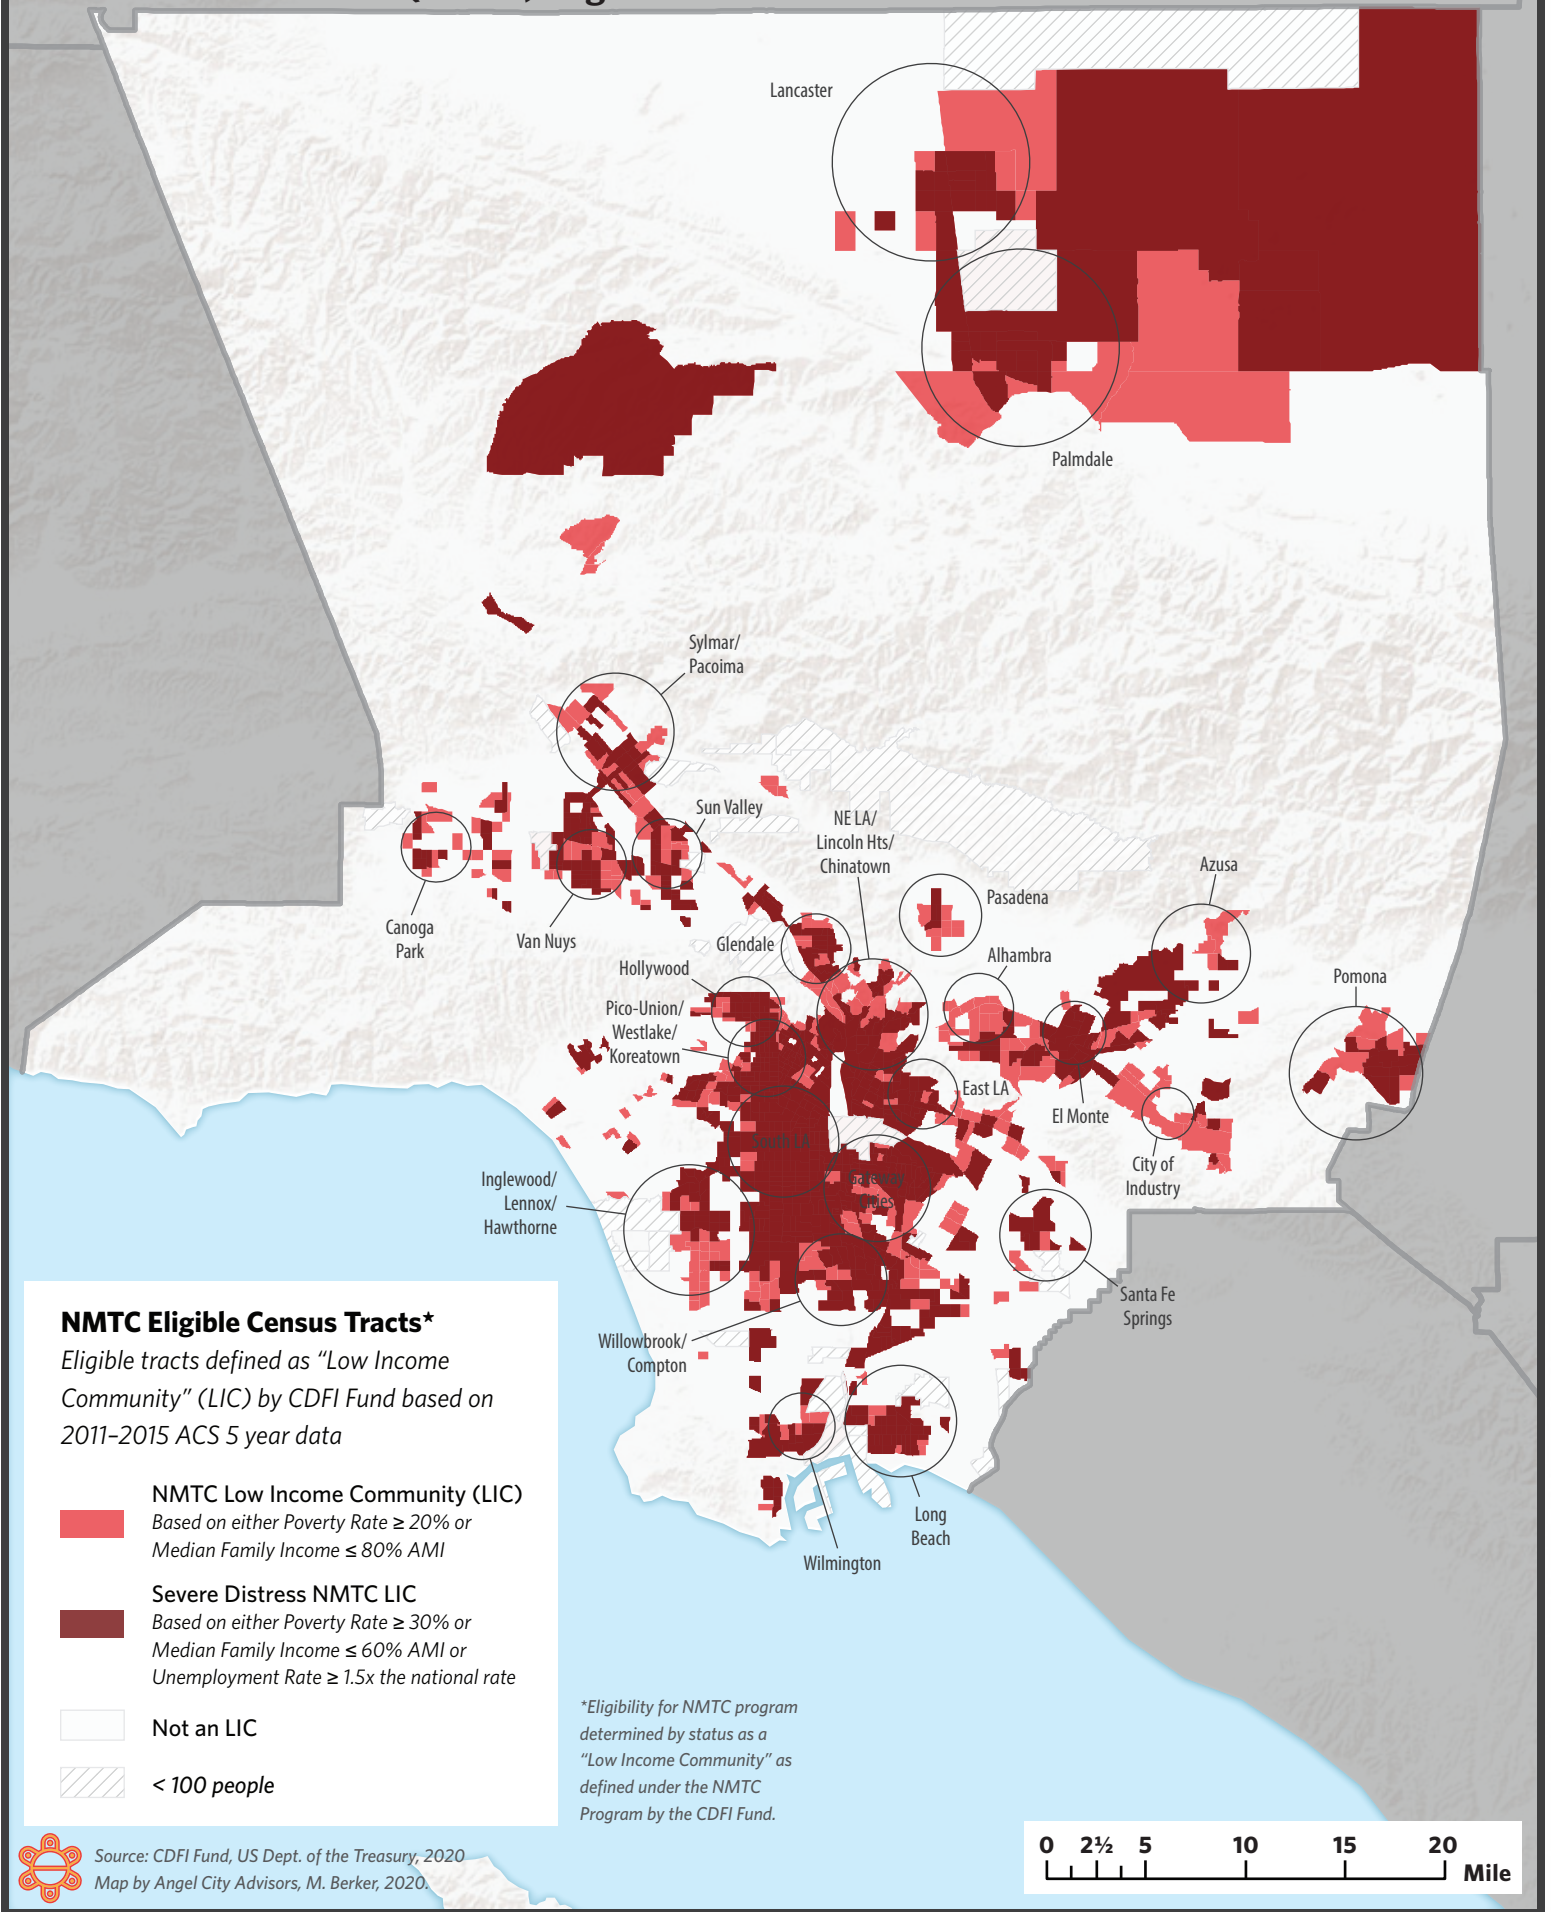 Lancaster
Palmdale
Sylmar/
Pacoima
Sun Valley
NE LA/
Lincoln Hts/
Chinatown
Azusa
Pasadena
Canoga
Park
Van Nuys
Glendale
Alhambra
Hollywood
Pomona
Pico-Union/
Westlake/
Koreatown
East LA
El Monte
South LA
City of
Industry
Gateway
Cities
Inglewood/
Lennox/
Hawthorne
Santa Fe
Springs
Willowbrook/
Compton
Long
Beach
Wilmington
NMTC Eligible Census Tracts*
Eligible tracts defined as “Low Income
Community” (LIC) by CDFI Fund based on
2011–2015 ACS 5 year data
NMTC Low Income Community (LIC)
Based on either Poverty Rate ≥ 20% or
Median Family Income ≤ 80% AMI
Severe Distress NMTC LIC
Based on either Poverty Rate ≥ 30% or
Median Family Income ≤ 60% AMI or
Unemployment Rate ≥ 1.5x the national rate
Not an LIC
< 100 people
*Eligibility for NMTC program
determined by status as a
“Low Income Community” as
defined under the NMTC
Program by the CDFI Fund.
Source: CDFI Fund, US Dept. of the Treasury, 2020
Map by Angel City Advisors, M. Berker, 2020.
0 2½ 5 10 15 20
Mile